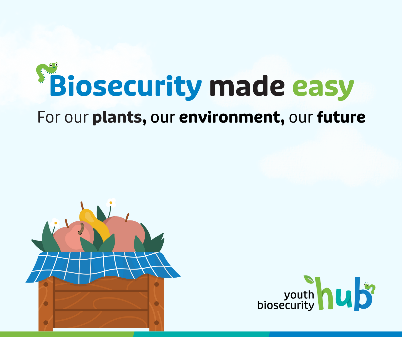 Biosecurity made easy
For our plants, our environment, our future
youth
biosecurity hub